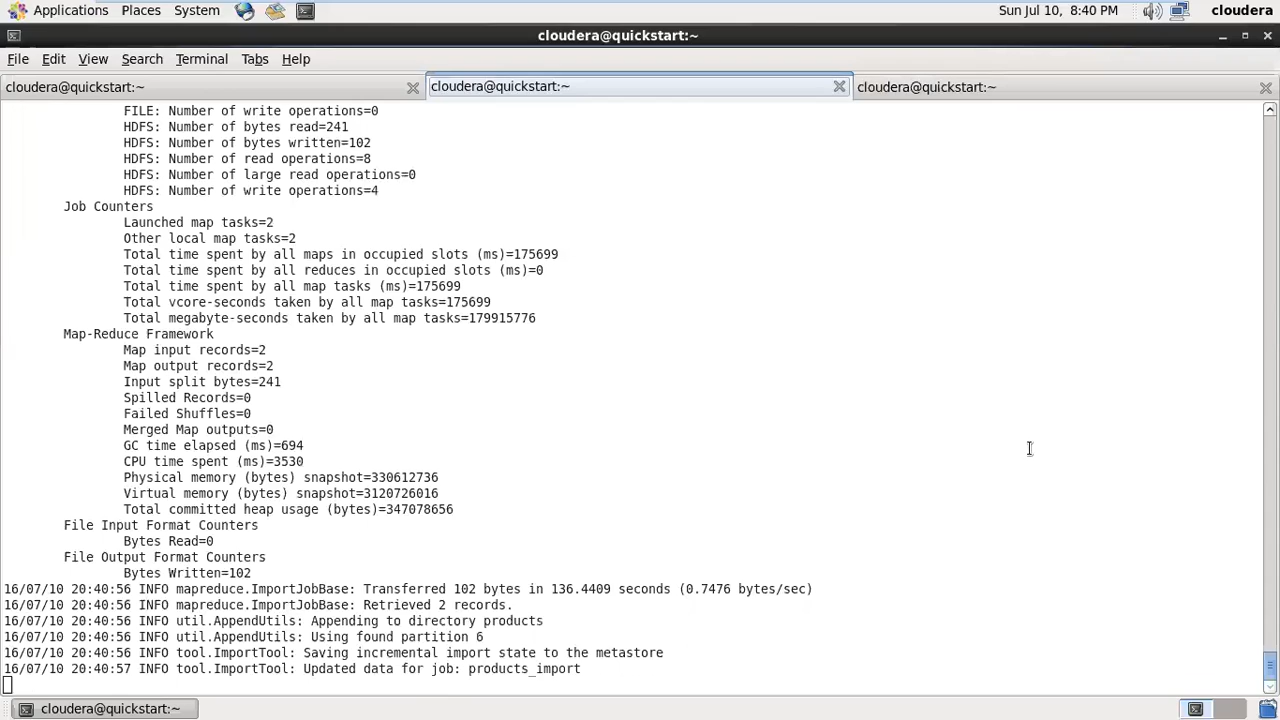 Applications Places System Sun Jul 10, 8:40 PM cloudera
cloudera@quickstart:~
File Edit View Search Terminal Tabs Help
cloudera@quickstart:~ cloudera@quickstart:~ cloudera@quickstart:~
FILE: Number of write operations=0
HDFS: Number of bytes read=241
HDFS: Number of bytes written=102
HDFS: Number of read operations=8
HDFS: Number of large read operations=0
HDFS: Number of write operations=4
Job Counters
Launched map tasks=2
Other local map tasks=2
Total time spent by all maps in occupied slots (ms)=175699
Total time spent by all reduces in occupied slots (ms)=0
Total time spent by all map tasks (ms)=175699
Total vcore-seconds taken by all map tasks=175699
Total megabyte-seconds taken by all map tasks=179915776
Map-Reduce Framework
Map input records=2
Map output records=2
Input split bytes=241
Spilled Records=0
Failed Shuffles=0
Merged Map outputs=0
GC time elapsed (ms)=694
CPU time spent (ms)=3530
Physical memory (bytes) snapshot=330612736
Virtual memory (bytes) snapshot=3120726016
Total committed heap usage (bytes)=347078656
File Input Format Counters
Bytes Read=0
File Output Format Counters
Bytes Written=102
16/07/10 20:40:56 INFO mapreduce.ImportJobBase: Transferred 102 bytes in 136.4409 seconds (0.7476 bytes/sec)
16/07/10 20:40:56 INFO mapreduce.ImportJobBase: Retrieved 2 records.
16/07/10 20:40:56 INFO util.AppendUtils: Appending to directory products
16/07/10 20:40:56 INFO util.AppendUtils: Using found partition 6
16/07/10 20:40:56 INFO tool.ImportTool: Saving incremental import state to the metastore
16/07/10 20:40:57 INFO tool.ImportTool: Updated data for job: products_import
cloudera@quickstart:~